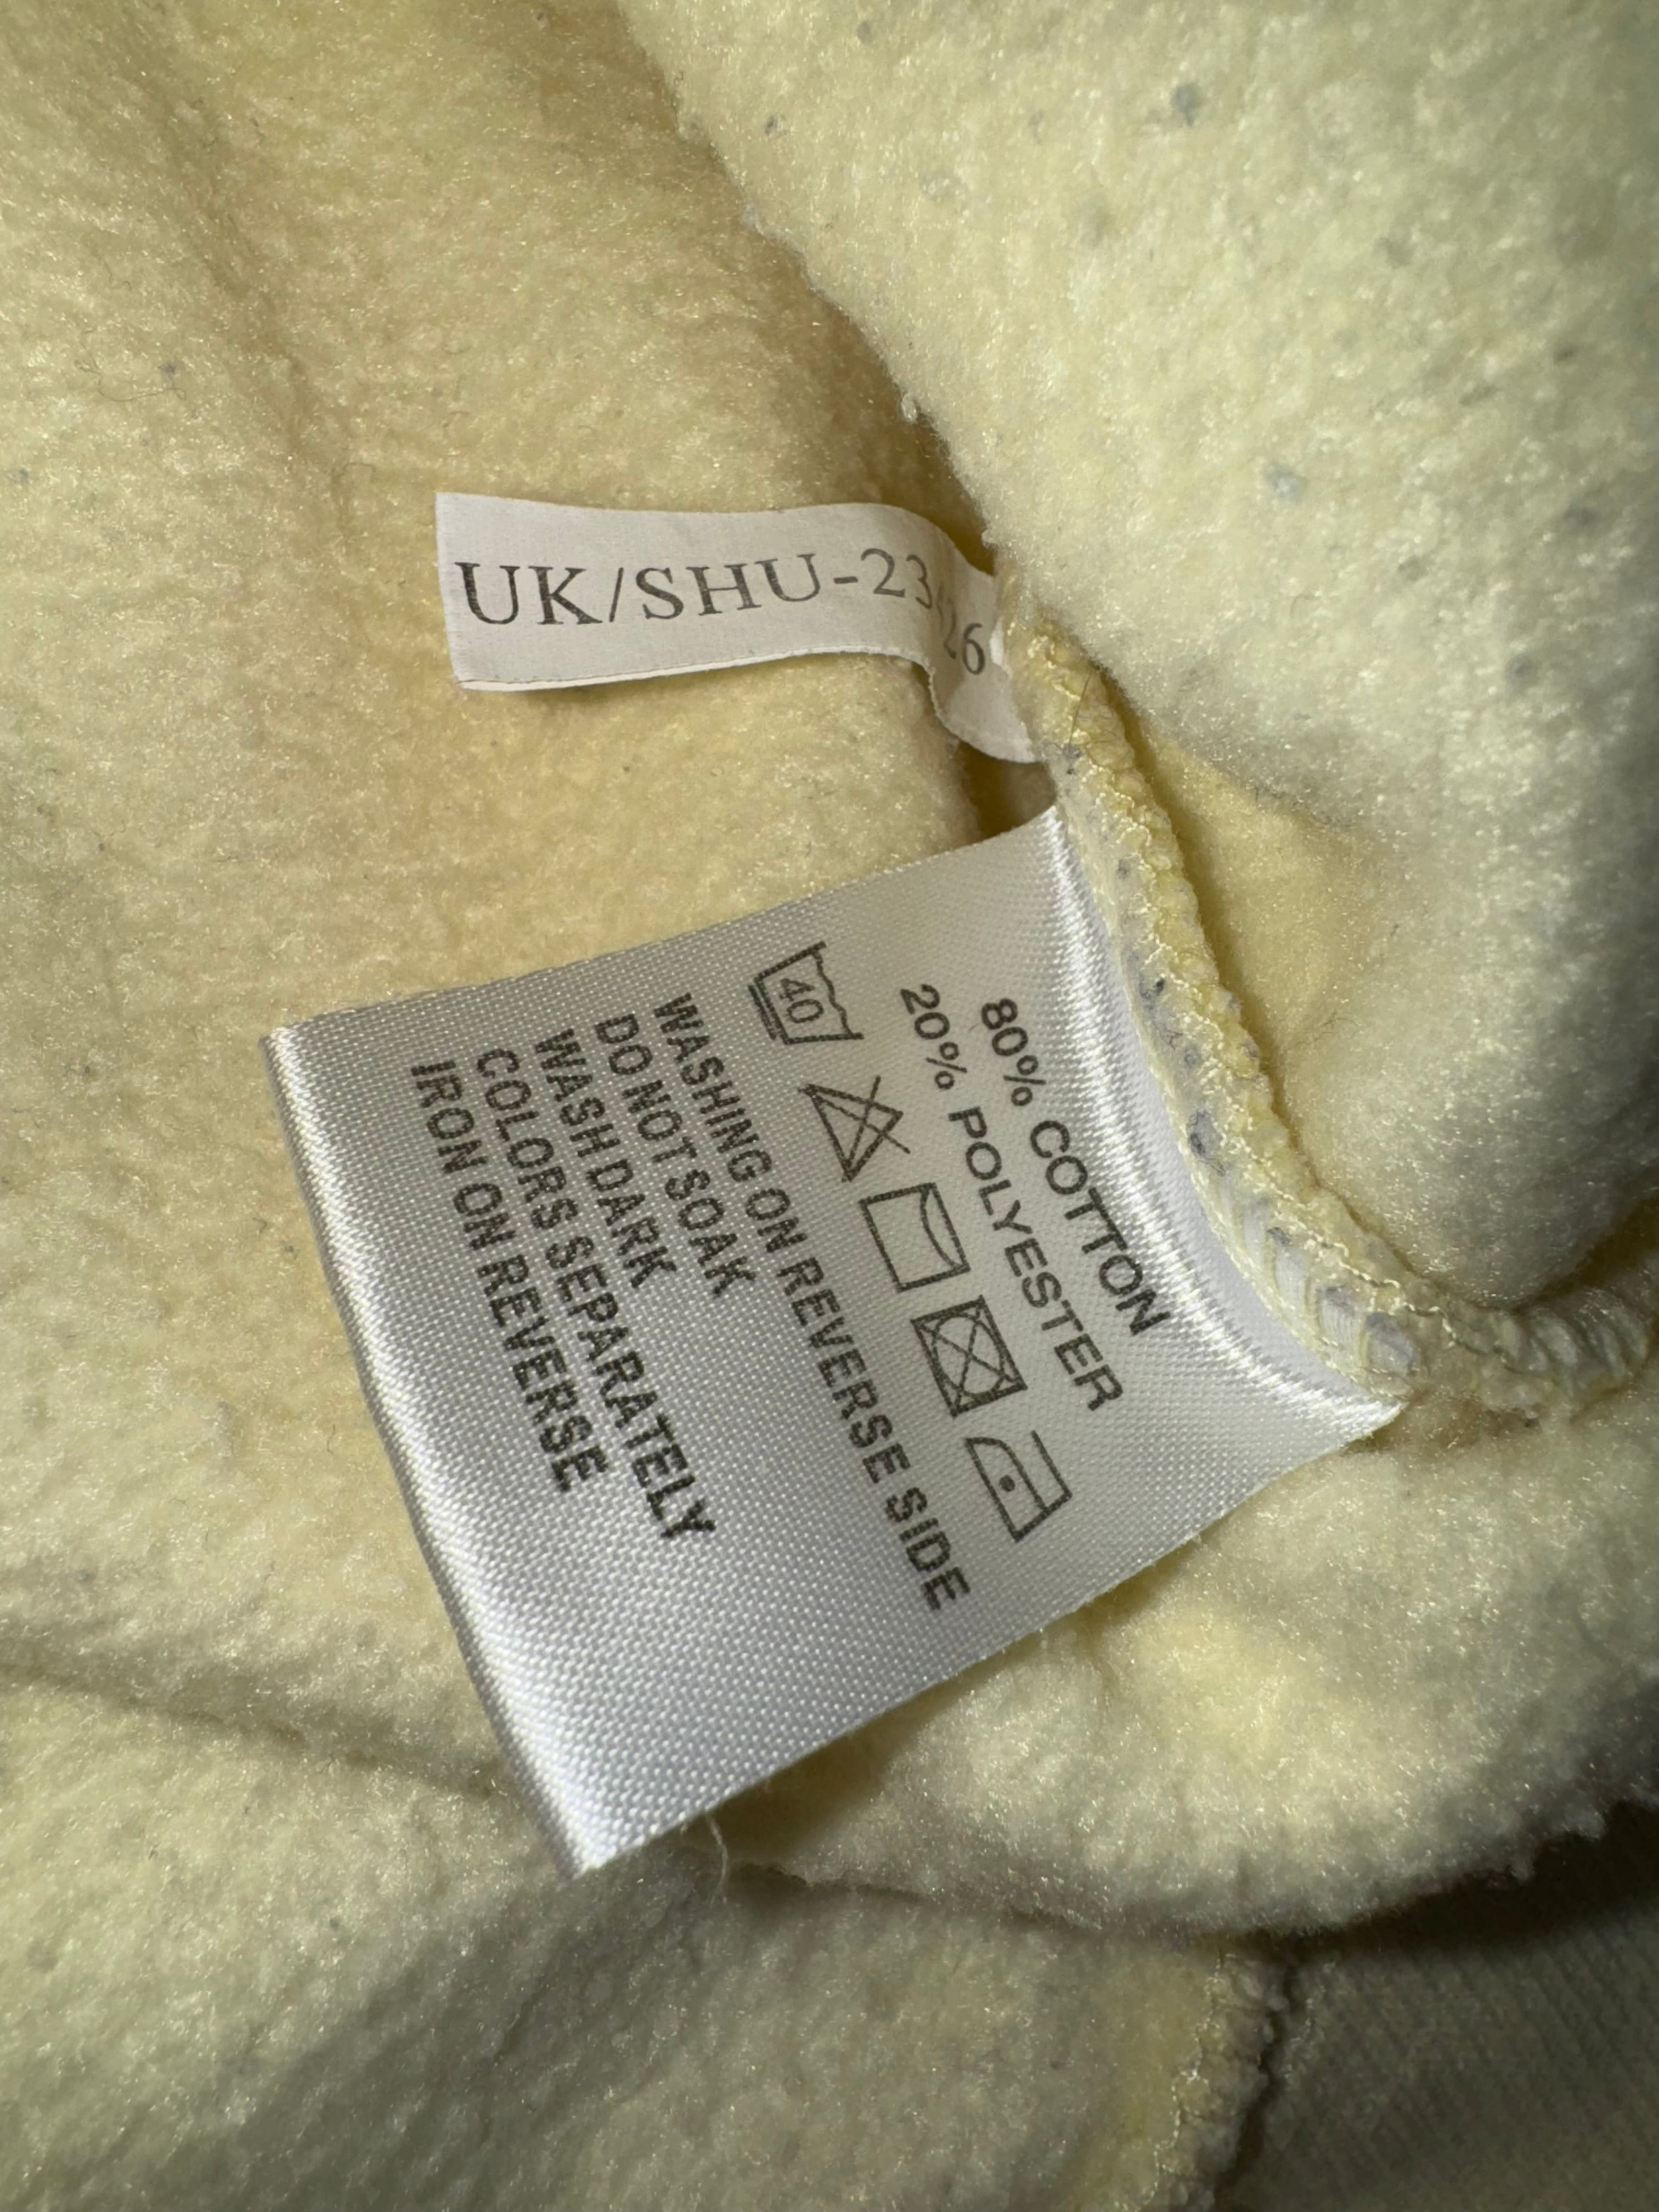 UK/SHU-23/26
80% COTTON
20% POLYESTER
40
WASHING ON REVERSE SIDE
DO NOT SOAK
WASH DARK
COLORS SEPARATELY
IRON ON REVERSE